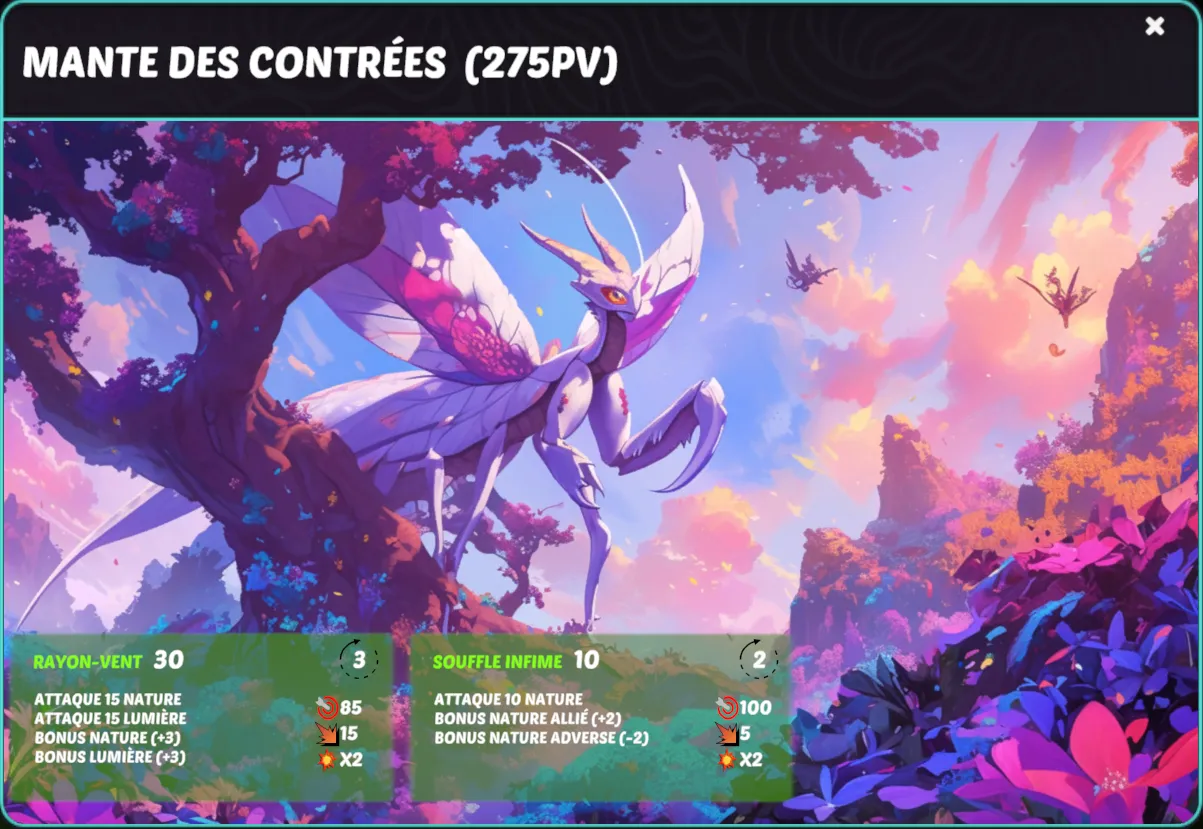 MANTE DES CONTRÉES (275PV)
RAYON-VENT 30 3
ATTAQUE 15 NATURE
ATTAQUE 15 LUMIÈRE
BONUS NATURE (+3)
BONUS LUMIÈRE (+3)
85
15
X2
SOUFFLE INFIME 10 2
ATTAQUE 10 NATURE
BONUS NATURE ALLIÉ (+2)
BONUS NATURE ADVERSE (-2)
100
5
X2